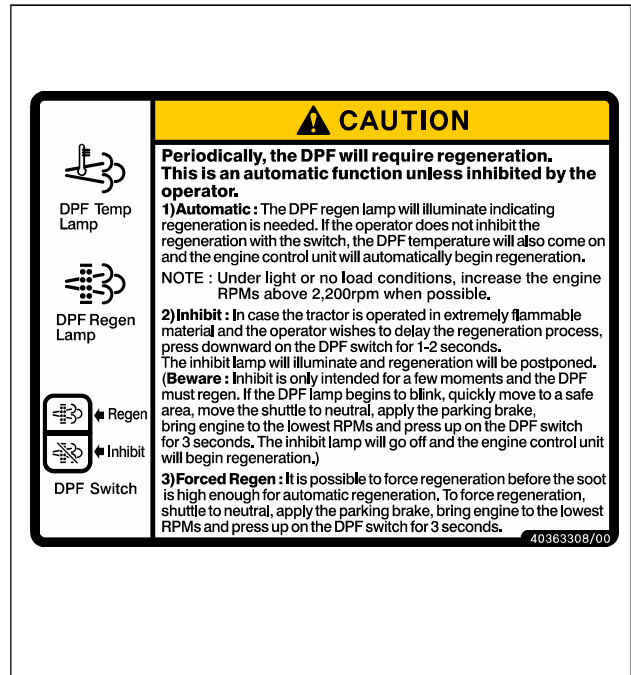 CAUTION
DPF Temp
Lamp
DPF Regen
Lamp
Regen
Inhibit
DPF Switch
Periodically, the DPF will require regeneration.
This is an automatic function unless inhibited by the
operator.
1)Automatic : The DPF regen lamp will illuminate indicating
regeneration is needed. If the operator does not inhibit the
regeneration with the switch, the DPF temperature will also come on
and the engine control unit will automatically begin regeneration.
NOTE : Under light or no load conditions, increase the engine
RPMs above 2,200rpm when possible.
2)Inhibit : In case the tractor is operated in extremely flammable
material and the operator wishes to delay the regeneration process,
press downward on the DPF switch for 1-2 seconds.
The inhibit lamp will illuminate and regeneration will be postponed.
(Beware : Inhibit is only intended for a few moments and the DPF
must regen. If the DPF lamp begins to blink, quickly move to a safe
area, move the shuttle to neutral, apply the parking brake,
bring engine to the lowest RPMs and press up on the DPF switch
for 3 seconds. The inhibit lamp will go off and the engine control unit
will begin regeneration.)
3)Forced Regen : It is possible to force regeneration before the soot
is high enough for automatic regeneration. To force regeneration,
shuttle to neutral, apply the parking brake, bring engine to the lowest
RPMs and press up on the DPF switch for 3 seconds.
40363308/00